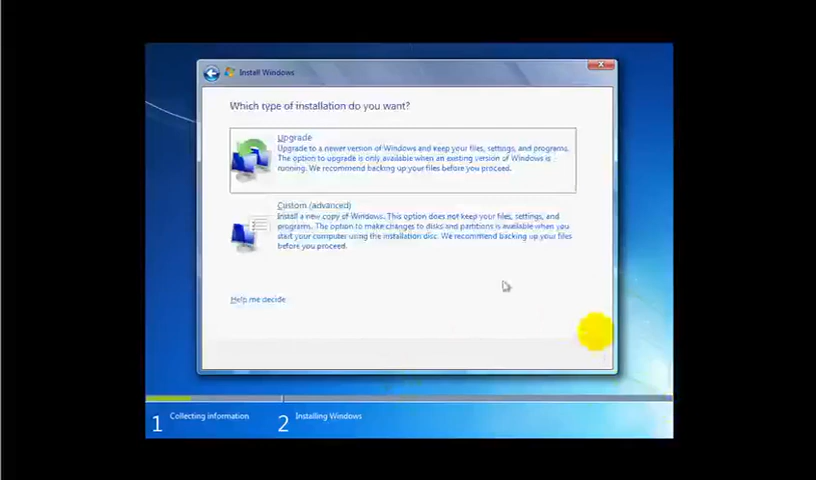 Install Windows
Which type of installation do you want?
Upgrade
Upgrade to a newer version of Windows and keep your files, settings, and programs.
The option to upgrade is only available when an existing version of Windows is
running. We recommend backing up your files before you proceed.
Custom (advanced)
Install a new copy of Windows. This option does not keep your files, settings, and
programs. The option to make changes to disks and partitions is available when you
start your computer using the installation disc. We recommend backing up your files
before you proceed.
Help me decide
1 Collecting information
2 Installing Windows